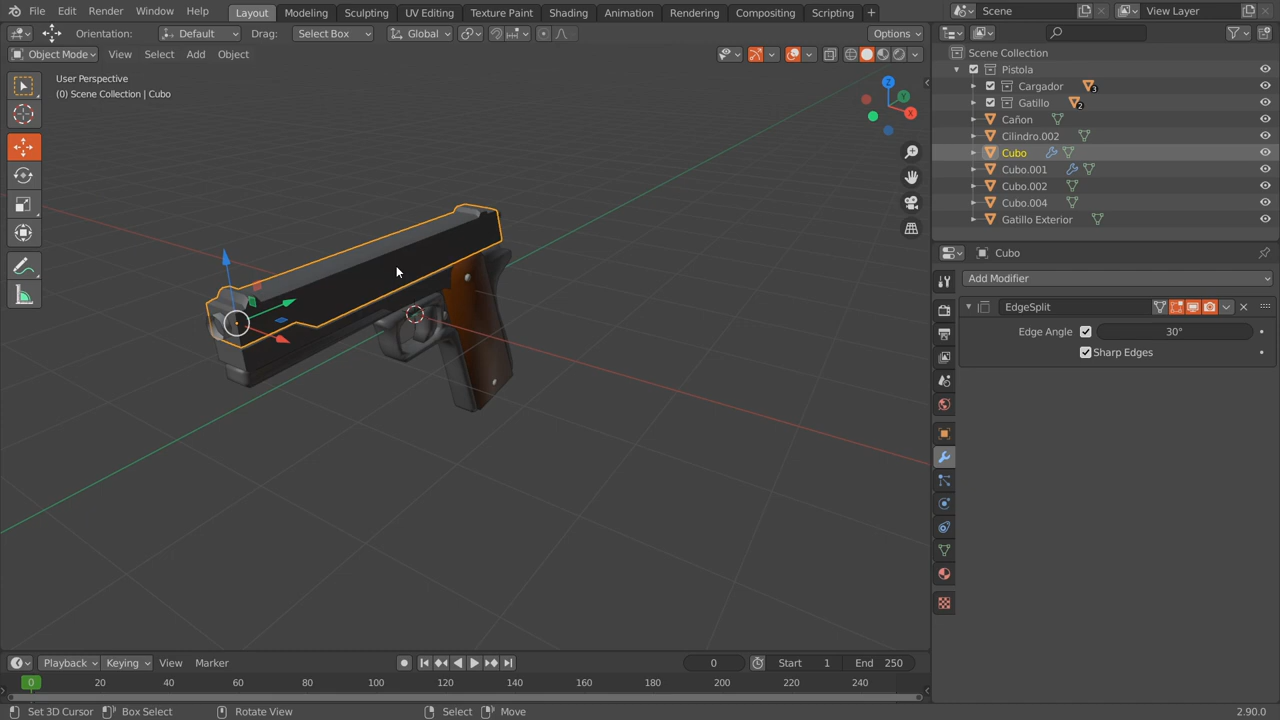 File Edit Render Window Help
Layout Modeling Sculpting UV Editing Texture Paint Shading Animation Rendering Compositing Scripting +
Scene
View Layer
Orientation: Default Drag: Select Box Global
Options
Object Mode View Select Add Object
User Perspective
(0) Scene Collection | Cubo
Z
Y
X
Scene Collection
Pistola
Cargador 3
Gatillo 2
Cañon
Cilindro.002
Cubo
Cubo.001
Cubo.002
Cubo.004
Gatillo Exterior
Cubo
Add Modifier
EdgeSplit
Edge Angle 30°
Sharp Edges
Playback Keying View Marker
0 Start 1 End 250
0 20 40 60 80 100 120 140 160 180 200 220 240
Set 3D Cursor Box Select Rotate View Select Move 2.90.0